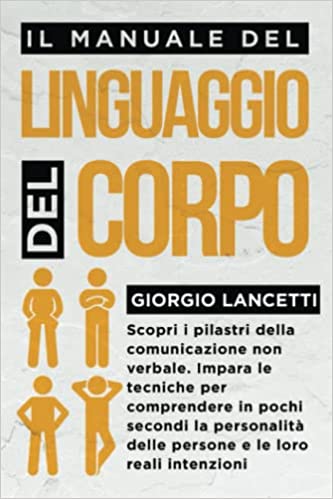 IL MANUALE DEL
LINGUAGGIO
DEL
CORPO
GIORGIO LANCETTI
Scopri i pilastri della
comunicazione non
verbale. Impara le
tecniche per
comprendere in pochi
secondi la personalità
delle persone e le loro
reali intenzioni